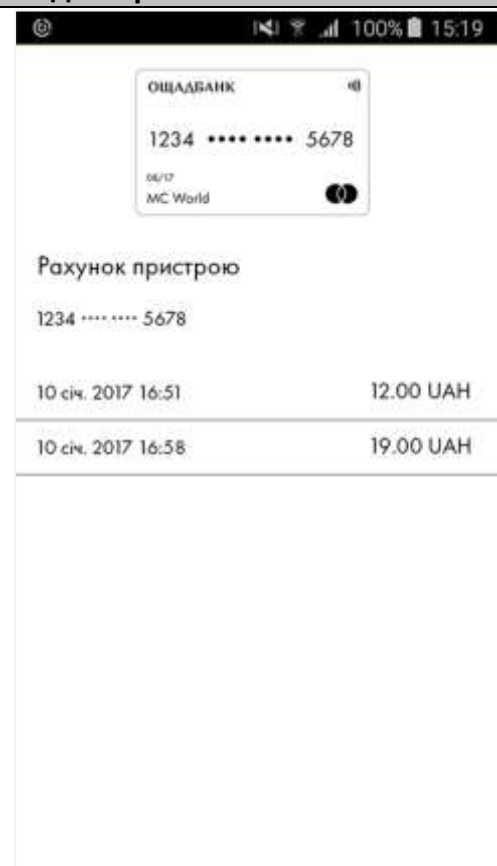 100% 15:19
ОЩАДБАНК
1234 •••• •••• 5678
08/17
MC World
Рахунок пристрою
1234 ···· ···· 5678
10 січ. 2017 16:51 12.00 UAH
10 січ. 2017 16:58 19.00 UAH